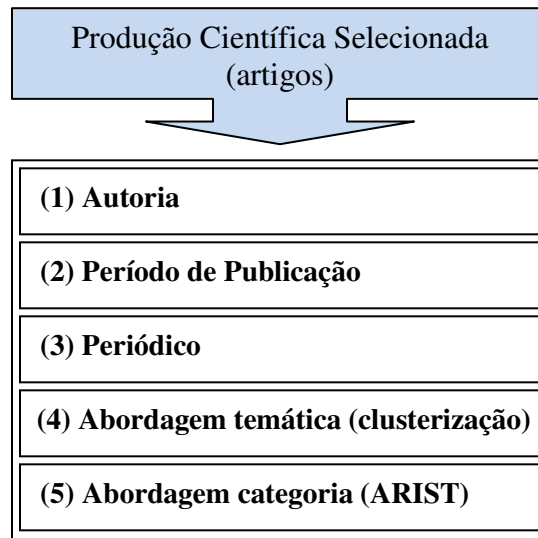 Produção Científica Selecionada
(artigos)
(1) Autoria
(2) Período de Publicação
(3) Periódico
(4) Abordagem temática (clusterização)
(5) Abordagem categoria (ARIST)